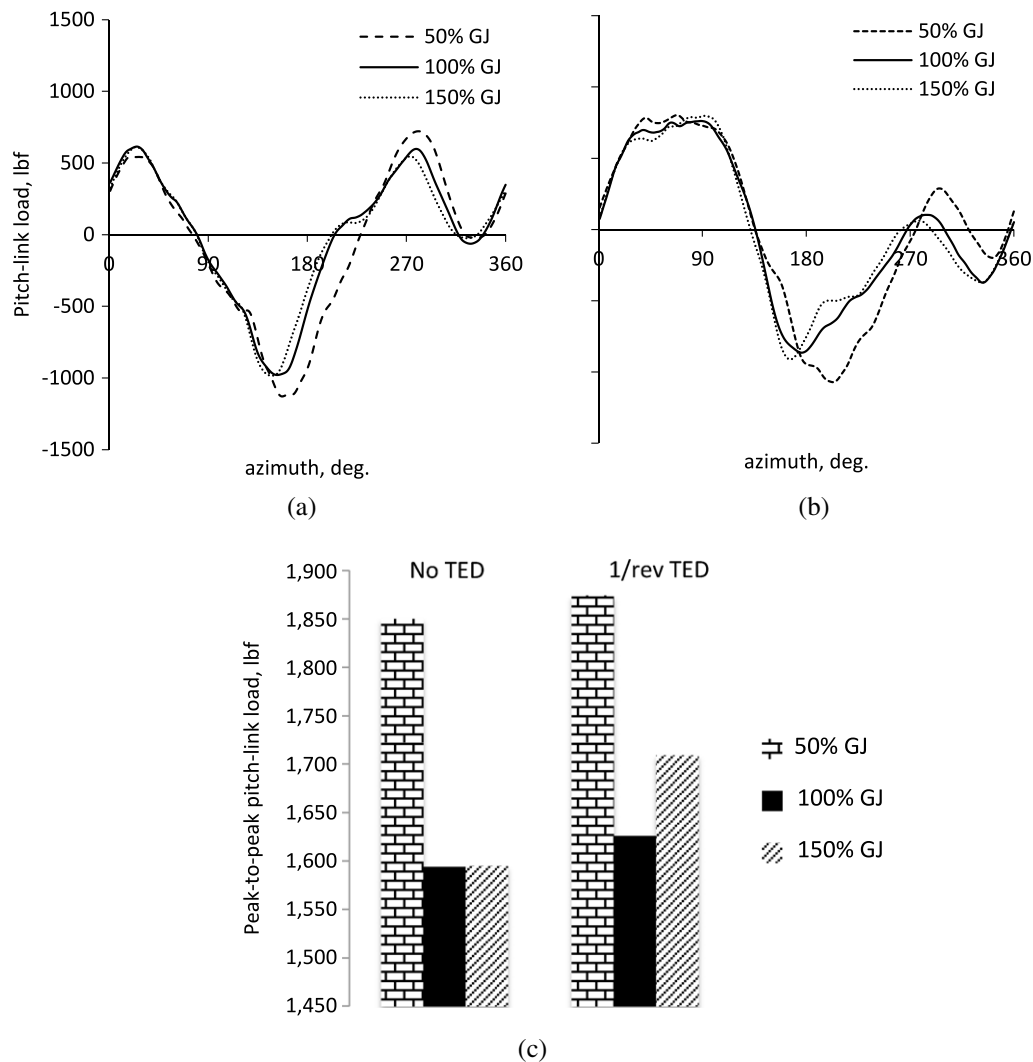 1500
1000
500
0
-500
-1000
-1500
Pitch-link load, lbf
0 90 180 270 360
azimuth, deg.
50% GJ
100% GJ
150% GJ
(a)
50% GJ
100% GJ
150% GJ
0 90 180 270 360
azimuth, deg.
(b)
1,900
1,850
1,800
1,750
1,700
1,650
1,600
1,550
1,500
1,450
Peak-to-peak pitch-link load, lbf
No TED 1/rev TED
50% GJ
100% GJ
150% GJ
(c)